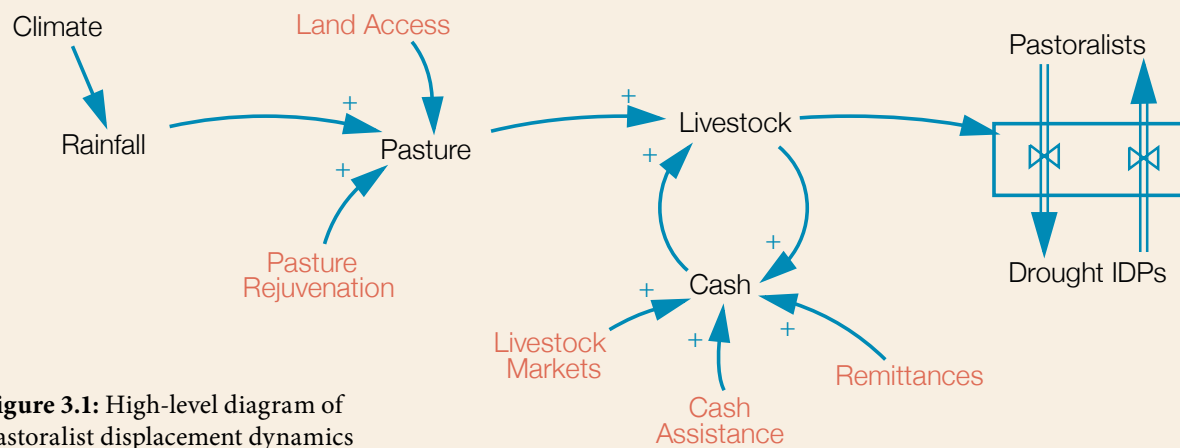 Climate
Land Access
Pastoralists
+
+
Rainfall
Livestock
Pasture
+
+
+
Pasture
Rejuvenation
Drought IDPs
Cash
+
+
+
Livestock
Markets
Remittances
Cash
Assistance
igure 3.1: High-level diagram of
astoralist displacement dynamics